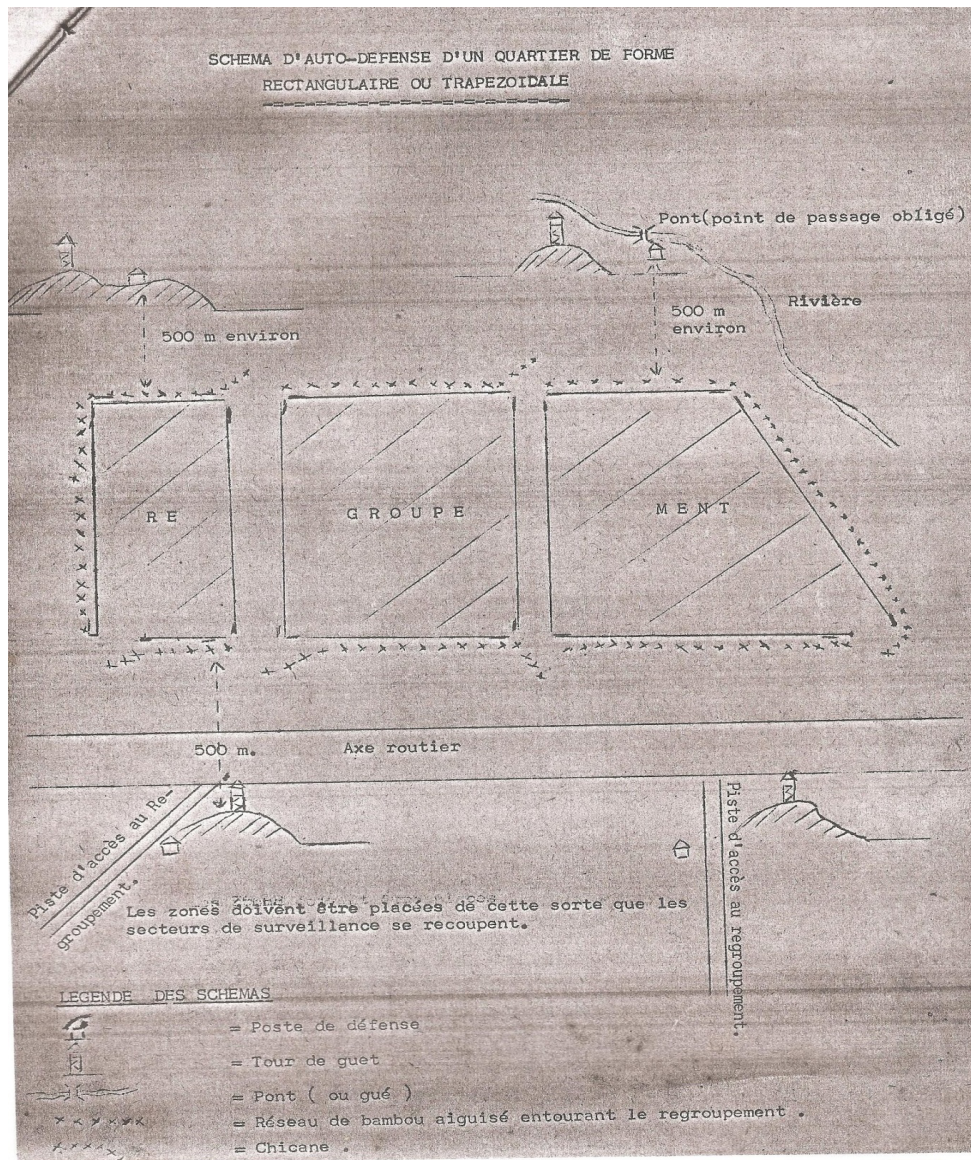 SCHEMA D'AUTO-DEFENSE D'UN QUARTIER DE FORME
RECTANGULAIRE OU TRAPEZOIDALE
Pont(point de passage obligé)
Rivière
500 m
environ
500 m environ
RE
GROUPE
MENT
500 m.
Axe routier
Piste d'accès au Re-
groupement.
Piste d'accès au regroupement.
Les zones doivent être placées de cette sorte que les
secteurs de surveillance se recoupent.
LEGENDE DES SCHEMAS
= Poste de défense
= Tour de guet
= Pont ( ou gué )
= Réseau de bambou aiguisé entourant le regroupement .
= Chicane .